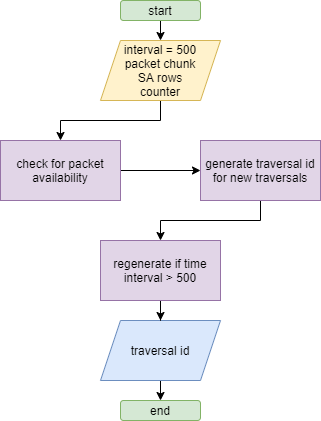 start
interval = 500
packet chunk
SA rows
counter
check for packet
availability
generate traversal id
for new traversals
regenerate if time
interval > 500
traversal id
end